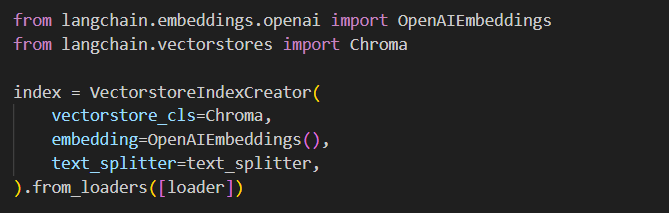 from langchain.embeddings.openai import OpenAIEmbeddings
from langchain.vectorstores import Chroma

index = VectorstoreIndexCreator(
    vectorstore_cls=Chroma,
    embedding=OpenAIEmbeddings(),
    text_splitter=text_splitter,
).from_loaders([loader])